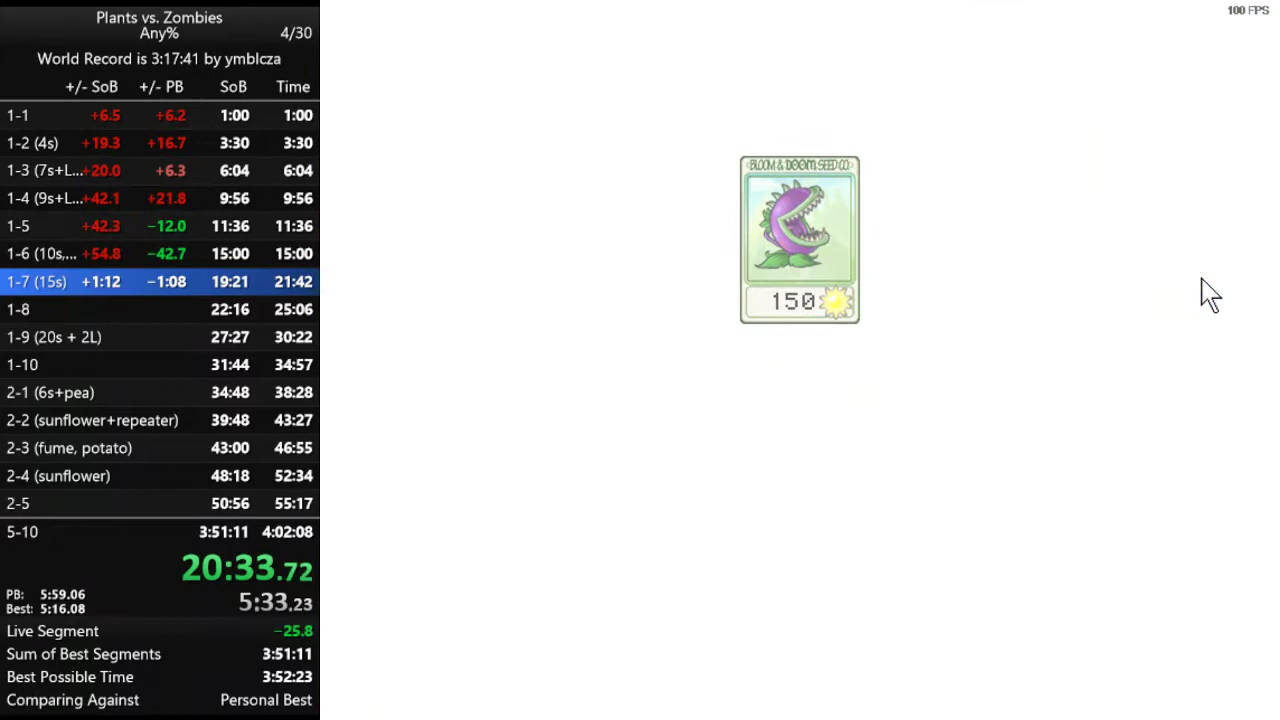 Plants vs. Zombies
Any% 4/30
World Record is 3:17:41 by ymblcza
+/- SoB +/- PB SoB Time
1-1 +6.5 +6.2 1:00 1:00
1-2 (4s) +19.3 +16.7 3:30 3:30
1-3 (7s+L... +20.0 +6.3 6:04 6:04
1-4 (9s+L... +42.1 +21.8 9:56 9:56
1-5 +42.3 −12.0 11:36 11:36
1-6 (10s,... +54.8 −42.7 15:00 15:00
1-7 (15s) +1:12 −1:08 19:21 21:42
1-8 22:16 25:06
1-9 (20s + 2L) 27:27 30:22
1-10 31:44 34:57
2-1 (6s+pea) 34:48 38:28
2-2 (sunflower+repeater) 39:48 43:27
2-3 (fume, potato) 43:00 46:55
2-4 (sunflower) 48:18 52:34
2-5 50:56 55:17
5-10 3:51:11 4:02:08
20:33.72
PB: 5:59.06
Best: 5:16.08
5:33.23
Live Segment −25.8
Sum of Best Segments 3:51:11
Best Possible Time 3:52:23
Comparing Against Personal Best
BLOOM & DOOM SEED CO.
150
100 FPS